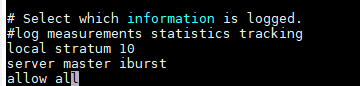 # Select which information is logged.
#log measurements statistics tracking
local stratum 10
server master iburst
allow all